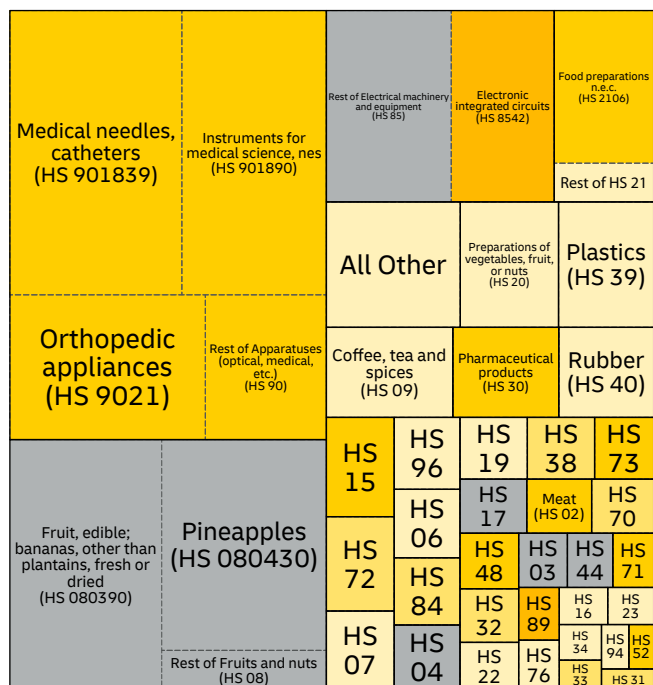 Medical needles,
catheters
(HS 901839)
Instruments for
medical science, nes
(HS 901890)
Orthopedic
appliances
(HS 9021)
Rest of Apparatuses
(optical, medical,
etc.)
(HS 90)
Fruit, edible;
bananas, other than
plantains, fresh or
dried
(HS 080390)
Pineapples
(HS 080430)
Rest of Fruits and nuts
(HS 08)
Rest of Electrical machinery
and equipment
(HS 85)
Electronic
integrated circuits
(HS 8542)
Food preparations
n.e.c.
(HS 2106)
Rest of HS 21
All Other
Preparations of
vegetables, fruit,
or nuts
(HS 20)
Plastics
(HS 39)
Coffee, tea and
spices
(HS 09)
Pharmaceutical
products
(HS 30)
Rubber
(HS 40)
HS
15
HS
96
HS
19
HS
38
HS
73
HS
06
HS
17
Meat
(HS 02)
HS
70
HS
72
HS
84
HS
48
HS
03
HS
44
HS
71
HS
07
HS
04
HS
32
HS
89
HS
16
HS
23
HS
22
HS
76
HS
34
HS
94
HS
52
HS
33
HS 31